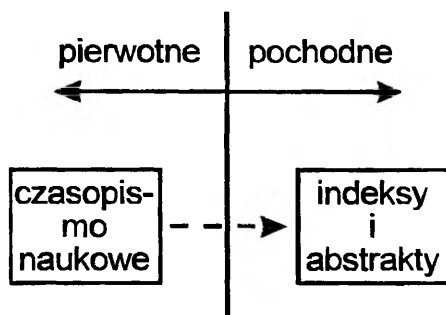 pierwotne
pochodne
czasopis-
mo
naukowe
indeksy
i
abstrakty